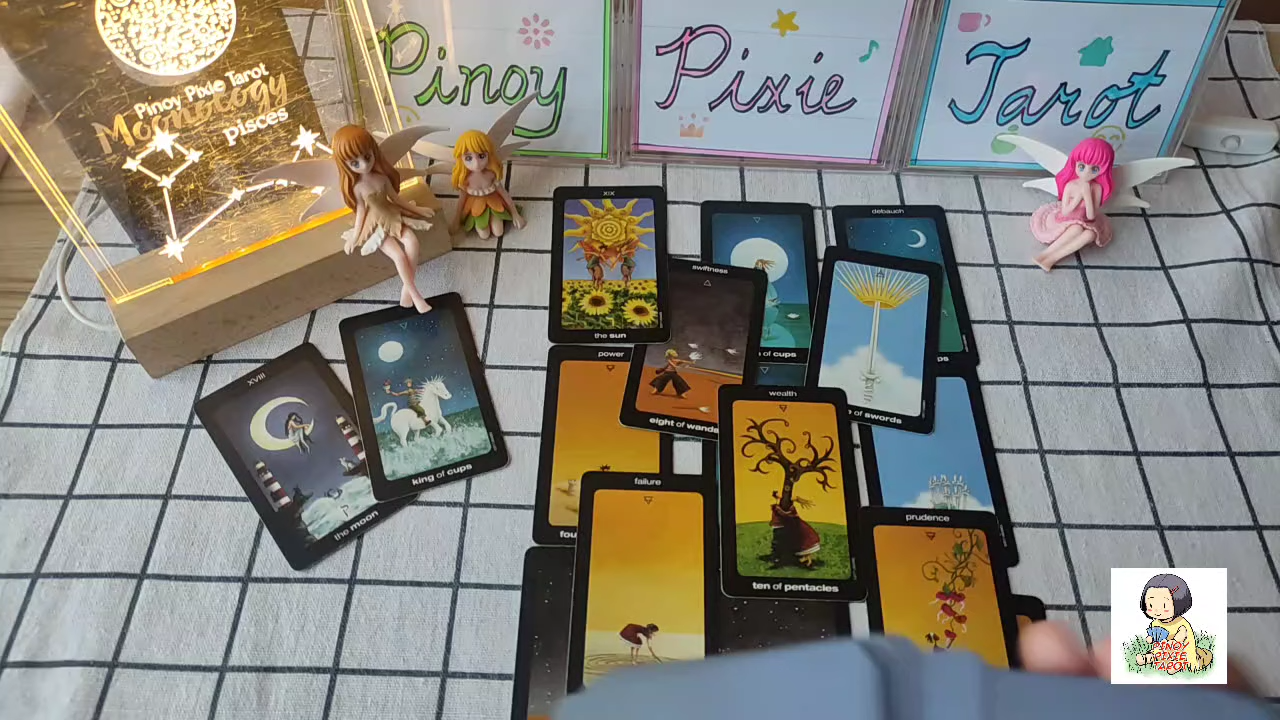 Pinoy Pixie Tarot
Pinoy Pixie Tarot
Moonology
pisces
XIX
the sun
of cups
debauch
swiftness
eight of wands
of swords
XVIII
the moon
king of cups
power
fou
wealth
ten of pentacles
failure
prudence
PINOY
PIXIE
TAROT